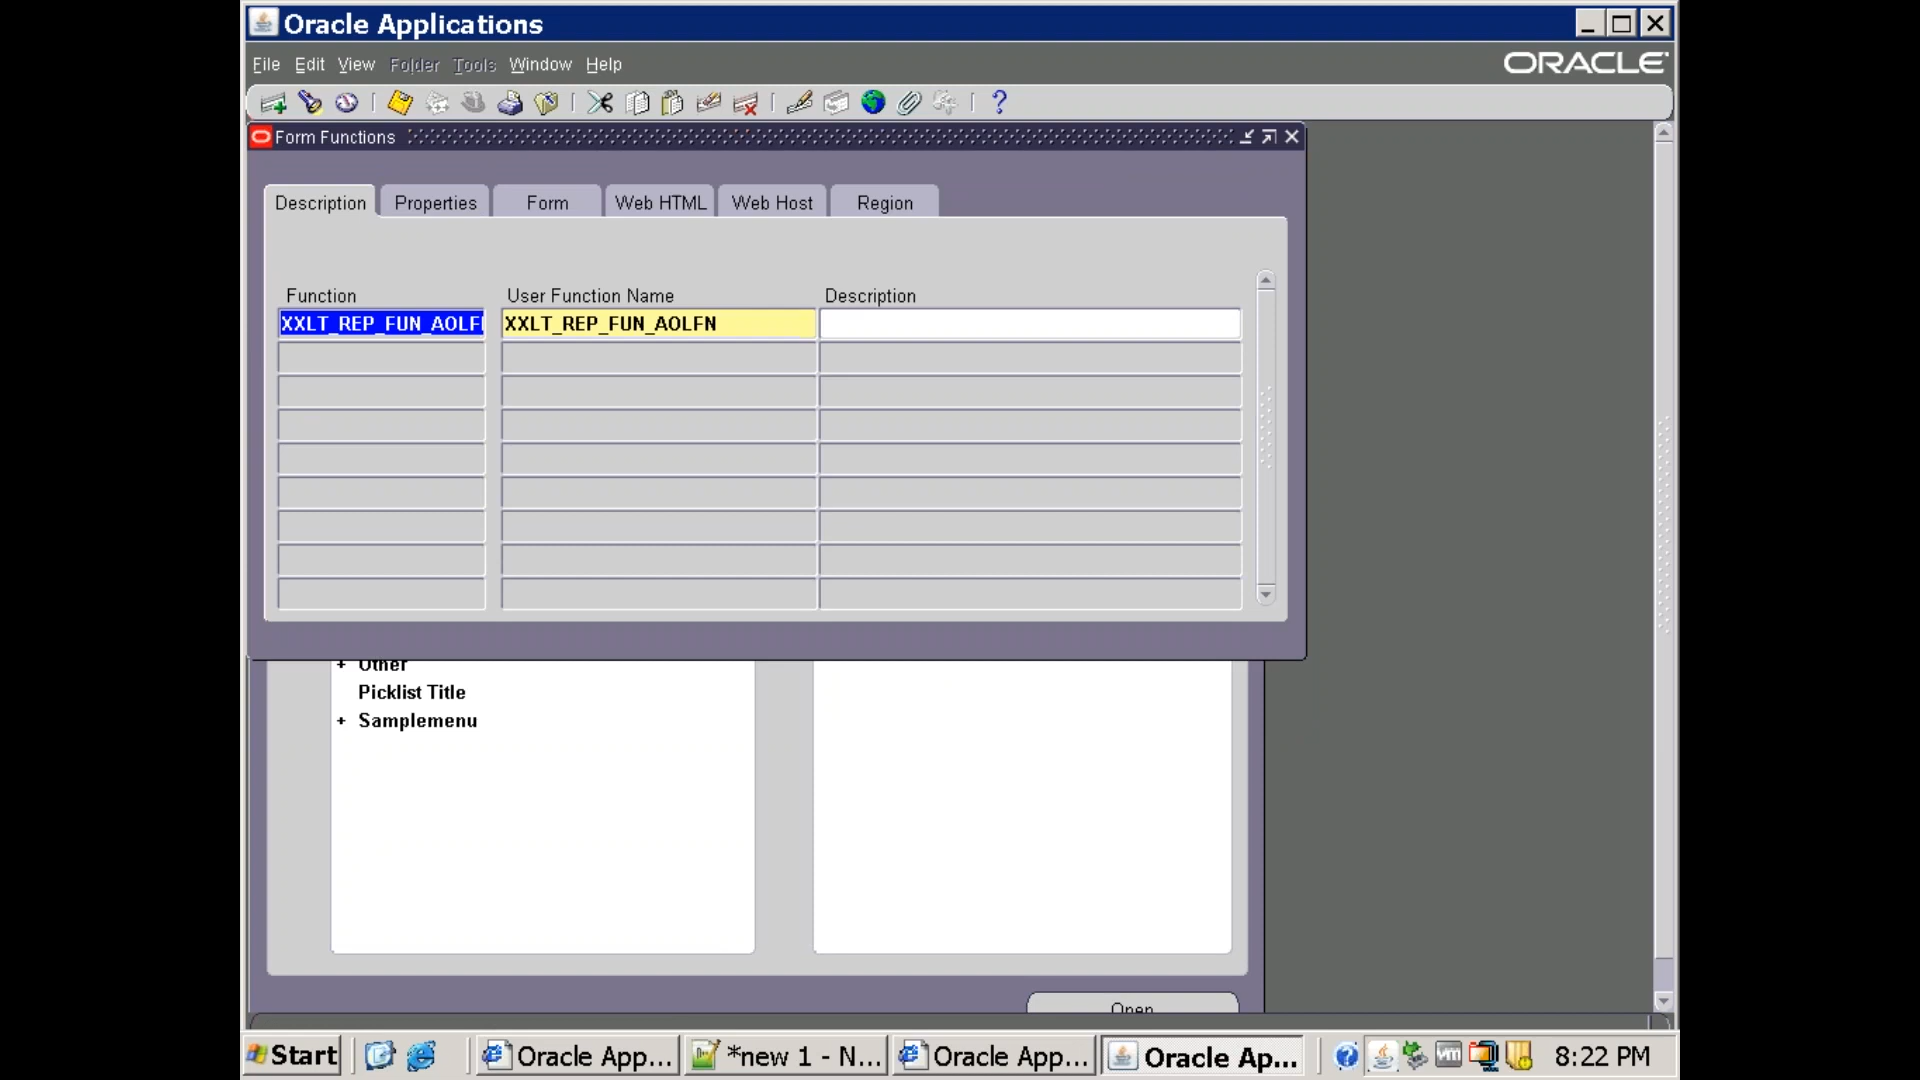 Oracle Applications
File Edit View Folder Tools Window Help
ORACLE
Form Functions
Description Properties Form Web HTML Web Host Region
Function User Function Name Description
XXLT_REP_FUN_AOLF XXLT_REP_FUN_AOLFN
+ Other
Picklist Title
+ Samplemenu
Open
Start Oracle App... *new 1 - N... Oracle App... Oracle Ap... 8:22 PM